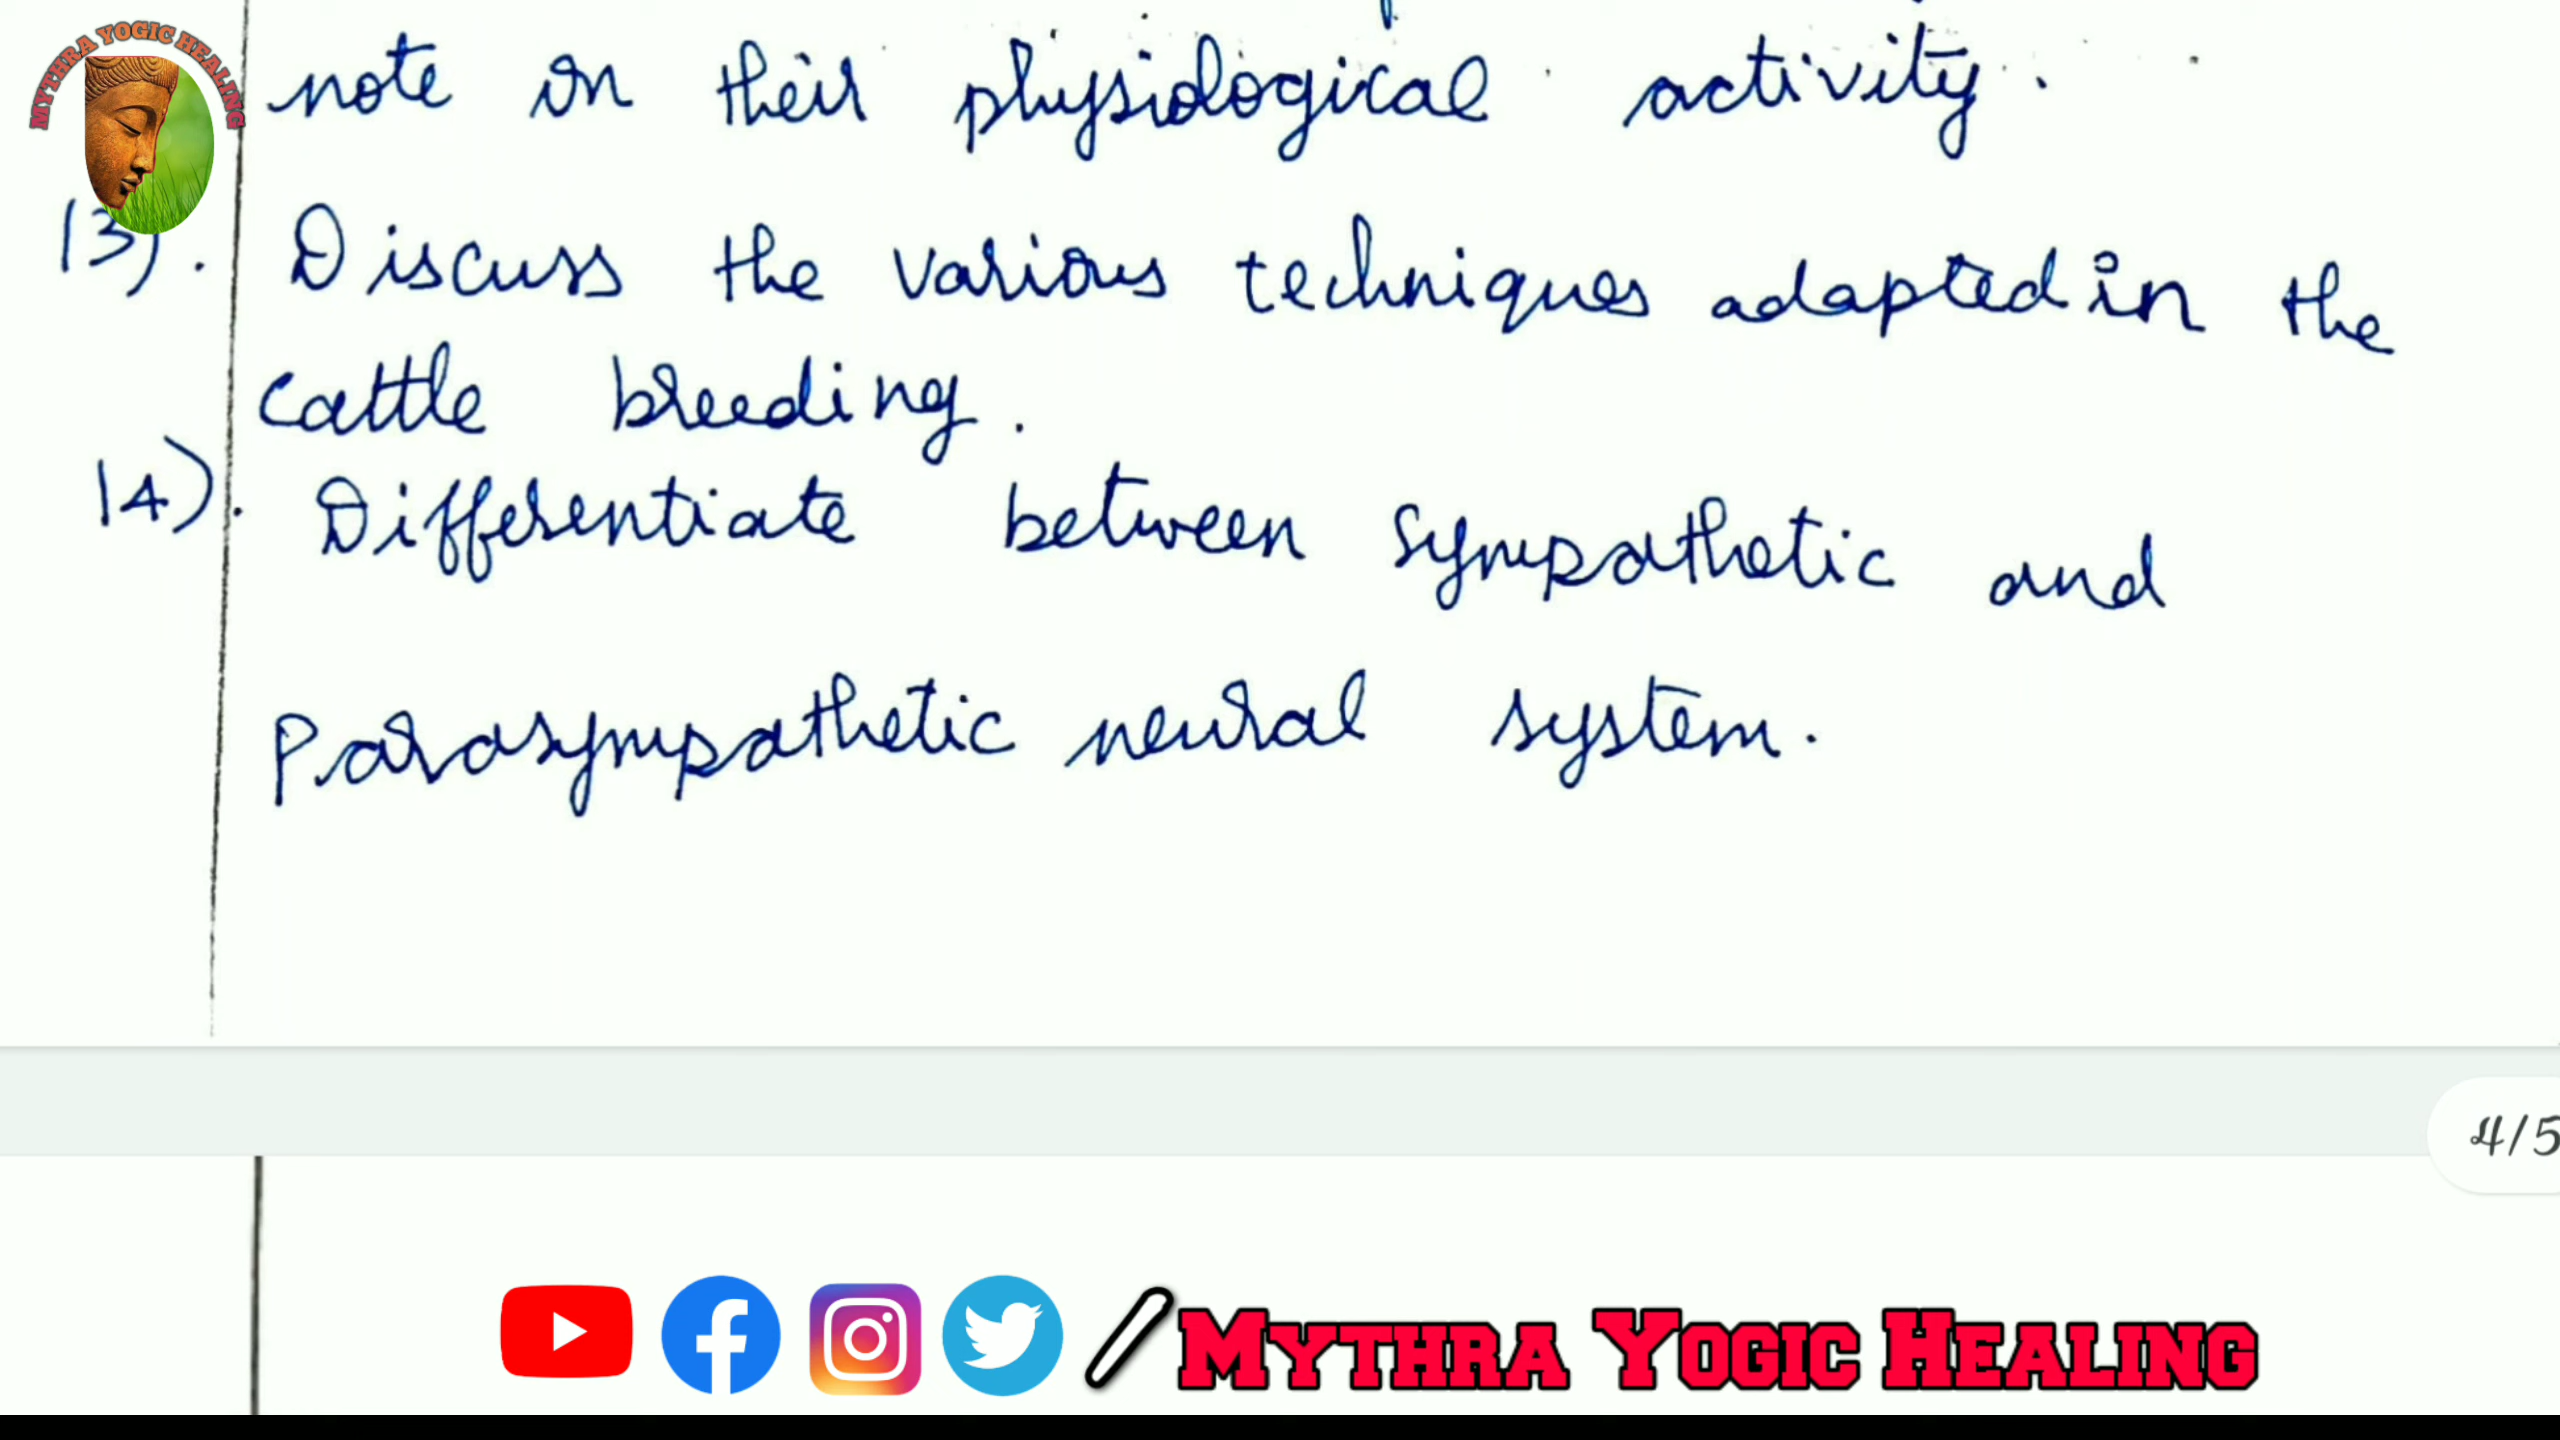 MYTHRA YOGIC HEALING
note on their physiological activity.
13). Discuss the various techniques adapted in the
cattle breeding.
14). Differentiate between sympathetic and
parasympathetic neural system.
4/5
MYTHRA YOGIC HEALING